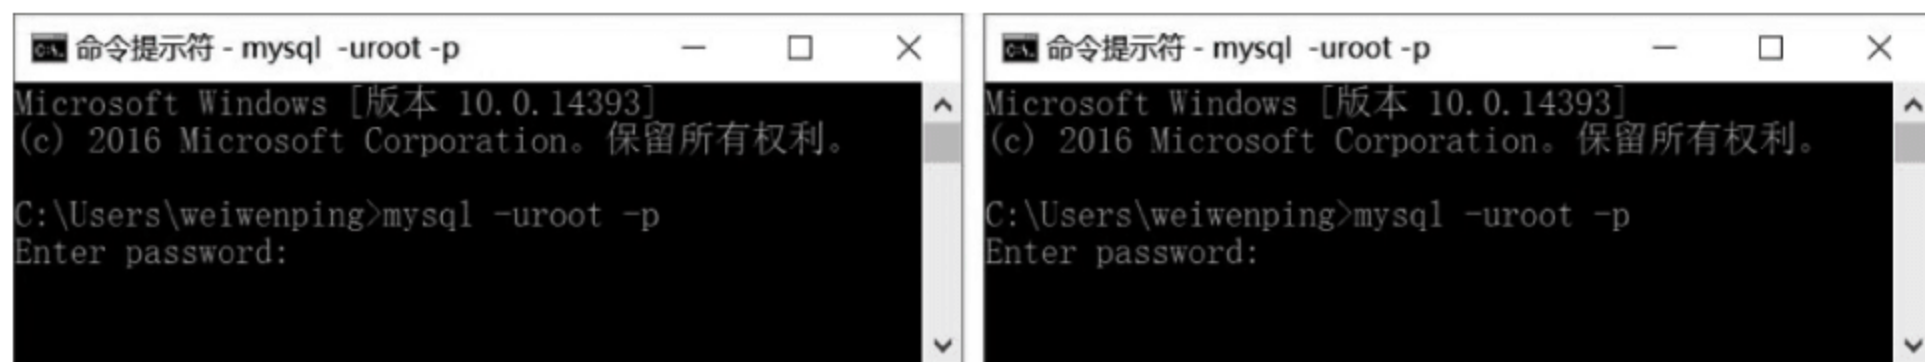 命令提示符 - mysql  -uroot -p
Microsoft Windows [版本 10.0.14393]
(c) 2016 Microsoft Corporation。保留所有权利。
C:\Users\weiwenping>mysql -uroot -p
Enter password:
命令提示符 - mysql  -uroot -p
Microsoft Windows [版本 10.0.14393]
(c) 2016 Microsoft Corporation。保留所有权利。
C:\Users\weiwenping>mysql -uroot -p
Enter password: